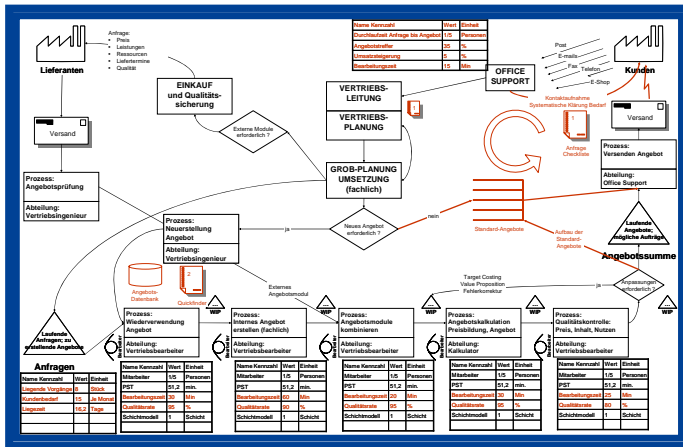 Anfrage:
• Preis
• Leistungen
• Ressourcen
• Liefertermine
• Qualität
Lieferanten
Name Kennzahl Wert Einheit
Durchlaufzeit Anfrage bis Angebot 1/5 Personen
Angebotstreffer 35 %
Umsatzsteigerung 5 %
Bearbeitungszeit 15 Min
Post
E-mails
Fax
Telefon
E-Shop
Kunden
OFFICE
SUPPORT
EINKAUF
und Qualitäts-
sicherung
VERTRIEBS-
LEITUNG
VERTRIEBS-
PLANUNG
1
Kontaktaufnahme
Systematische Klärung Bedarf
1
Anfrage
Checkliste
Versand
Versand
Externe Module
erforderlich ?
GROB-PLANUNG
UMSETZUNG
(fachlich)
Prozess:
Versenden Angebot
Abteilung:
Office Support
Prozess:
Angebotsprüfung
Abteilung:
Vertriebsingenieur
Prozess:
Neuerstellung
Angebot
Abteilung:
Vertriebsingenieur
ja
Neues Angebot
erforderlich ?
nein
Standard-Angebote
Aufbau der
Standard-
Angebote
Laufende
Angebote;
mögliche Aufträge
Angebotssumme
Angebots-
Datenbank
2
Quickfinder
Externes
Angebotsmodul
Target Costing
Value Proposition
Fehlerkorrektur
ja
Anpassungen
erforderlich ?
...
WIP
...
WIP
...
WIP
...
WIP
...
WIP
Laufende
Anfragen; zu
erstellende Angebote
Prozess:
Wiederverwendung
Angebot
Abteilung:
Vertriebsbearbeiter
Prozess:
Internes Angebot
erstellen (fachlich)
Abteilung:
Vertriebsbearbeiter
Prozess:
Angebotsmodule
kombinieren
Abteilung:
Vertriebsbearbeiter
Prozess:
Angebotskalkulation
Preisbildung, Angebot
Abteilung:
Kalkulator
Prozess:
Qualitätskontrolle:
Preis, Inhalt, Nutzen
Abteilung:
Vertriebsbearbeiter
Bearbeiter
Bearbeiter
Bearbeiter
Bearbeiter
Bearbeiter
Anfragen
Name Kennzahl Wert Einheit
Liegende Vorgänge 8 Stück
Kundenbedarf 15 Je Monat
Liegezeit 16,2 Tage
Name Kennzahl Wert Einheit
Mitarbeiter 1/5 Personen
PST 51,2 min.
Bearbeitungszeit 30 Min
Qualitätsrate 95 %
Schichtmodell 1 Schicht
Name Kennzahl Wert Einheit
Mitarbeiter 1/5 Personen
PST 51,2 min.
Bearbeitungszeit 60 Min
Qualitätsrate 90 %
Schichtmodell 1 Schicht
Name Kennzahl Wert Einheit
Mitarbeiter 1/5 Personen
PST 51,2 min.
Bearbeitungszeit 20 Min
Qualitätsrate 95 %
Schichtmodell 1 Schicht
Name Kennzahl Wert Einheit
Mitarbeiter 1/5 Personen
PST 51,2 min.
Bearbeitungszeit 30 Min
Qualitätsrate 95 %
Schichtmodell 1 Schicht
Name Kennzahl Wert Einheit
Mitarbeiter 1/5 Personen
PST 51,2 min.
Bearbeitungszeit 25 Min
Qualitätsrate 80 %
Schichtmodell 1 Schicht